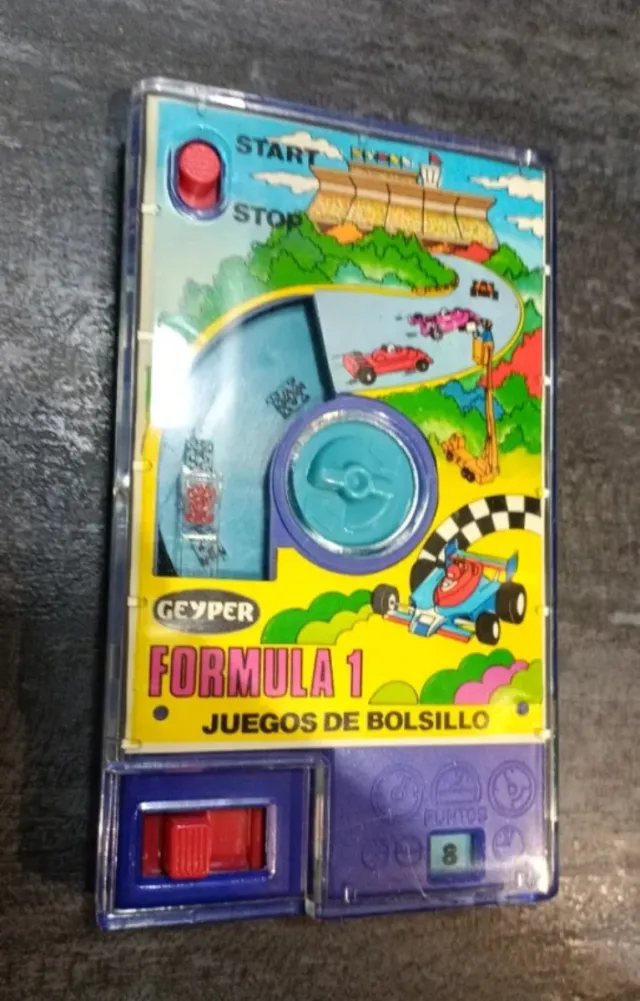 START
STOP
GEYPER
FORMULA 1
JUEGOS DE BOLSILLO
PUNTOS
8